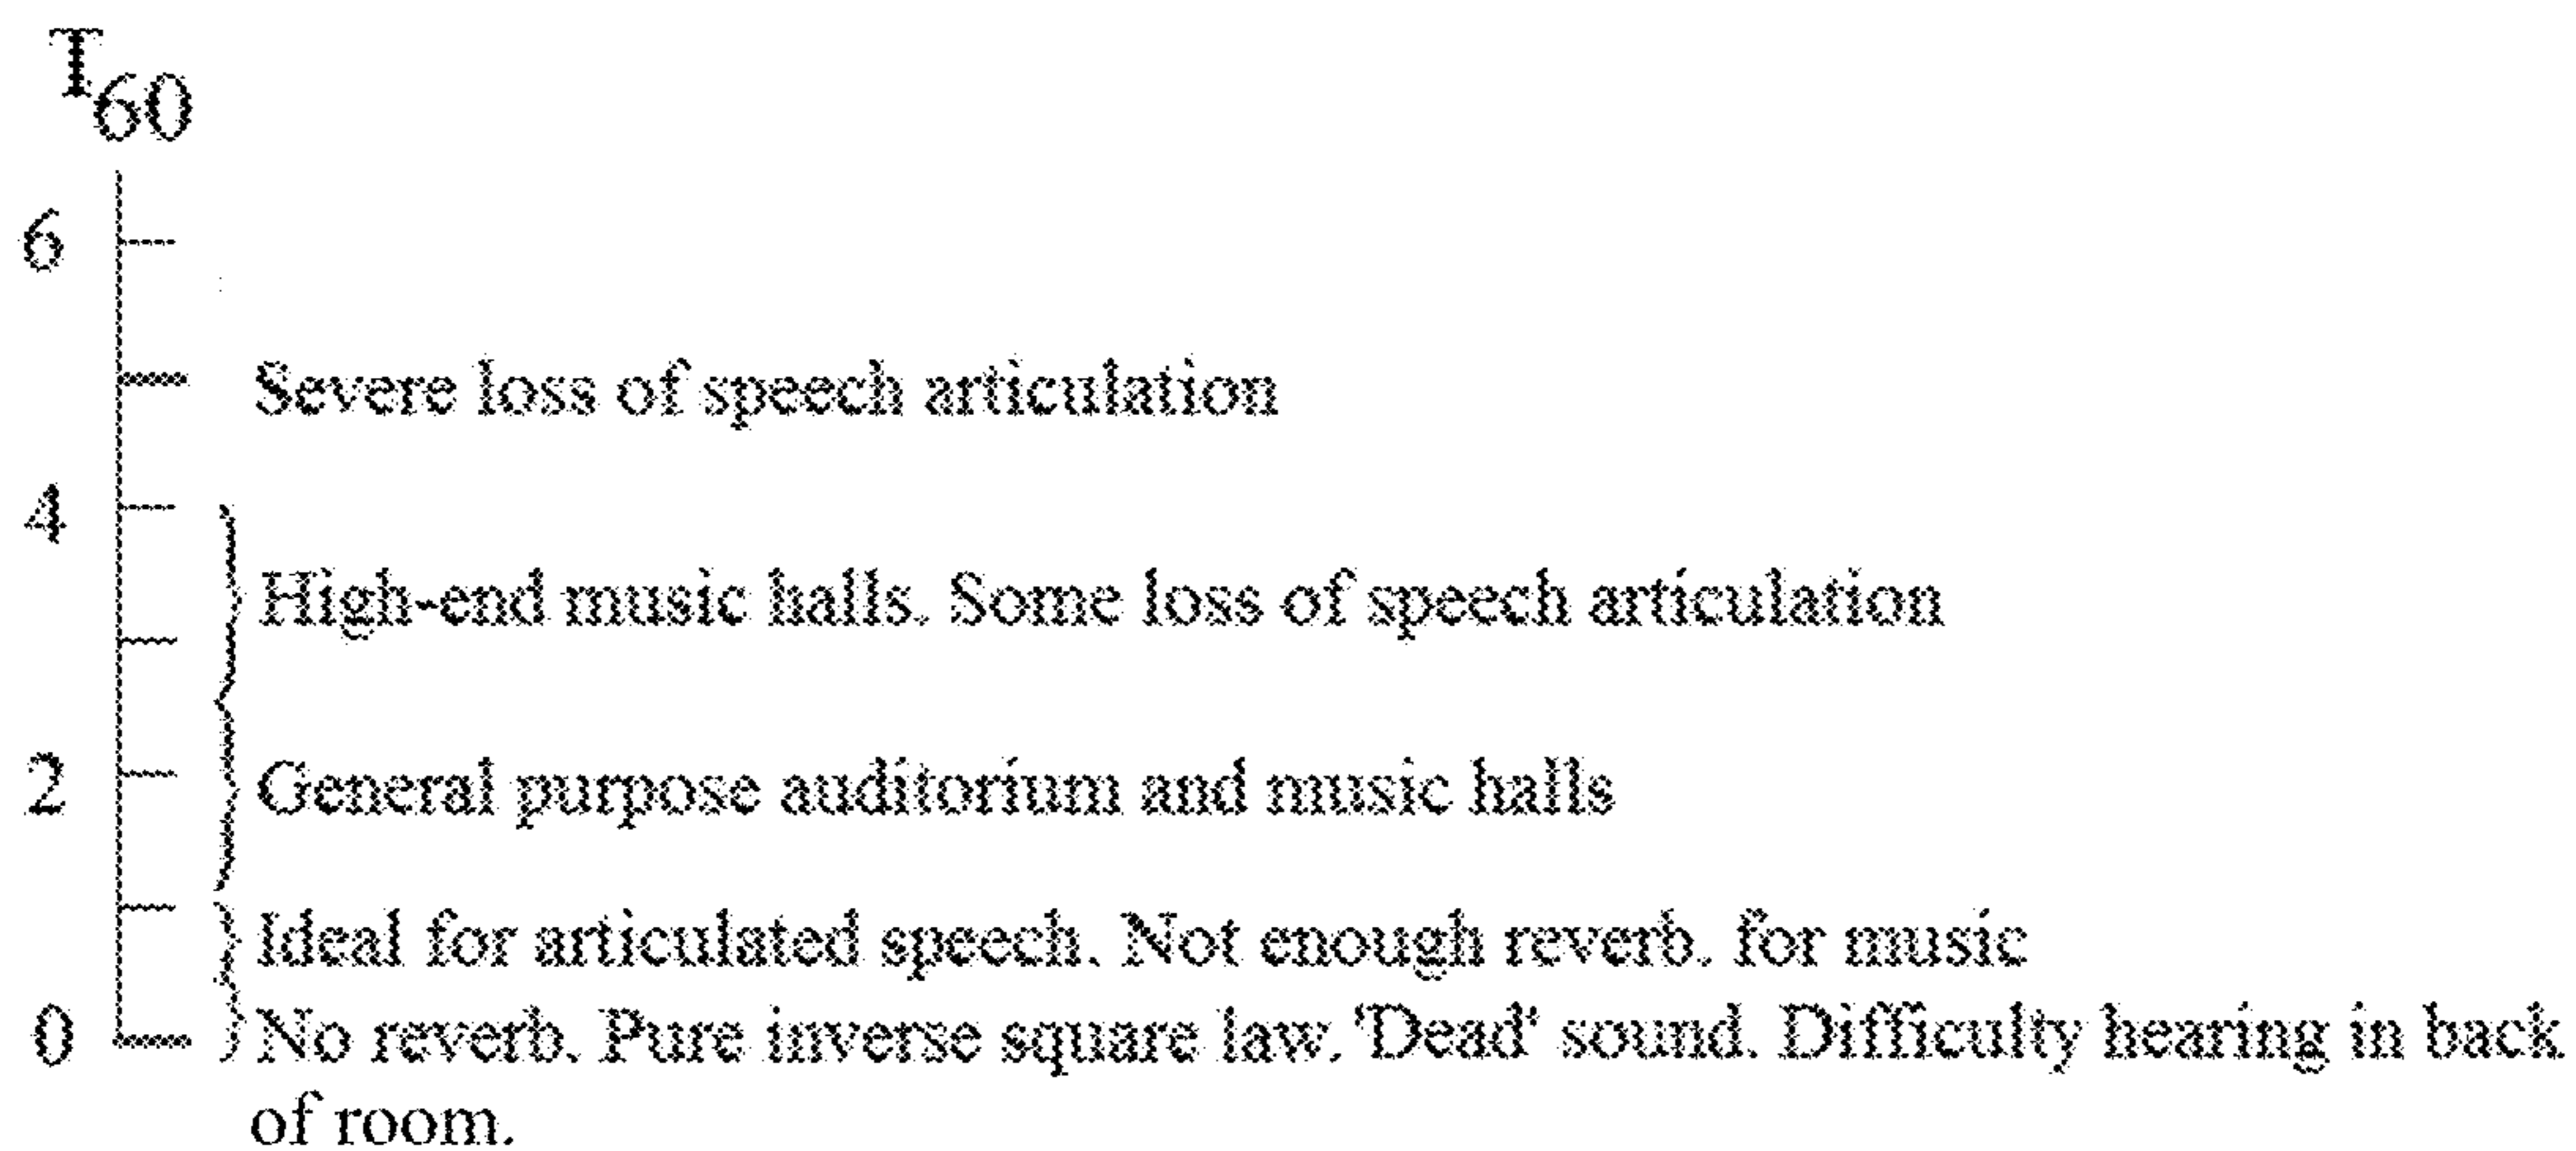 T60
6
Severe loss of speech articulation
4
High-end music halls. Some loss of speech articulation
2
General purpose auditorium and music halls
Ideal for articulated speech. Not enough reverb. for music
0
No reverb. Pure inverse square law. 'Dead' sound. Difficulty hearing in back
of room.